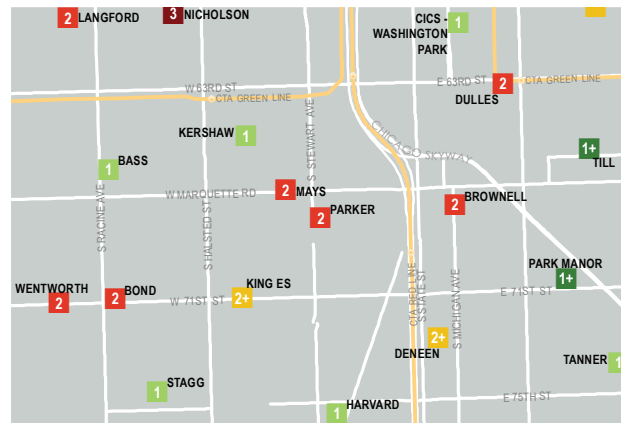 2 LANGFORD
3 NICHOLSON
CICS -
WASHINGTON
PARK
1
W 63RD ST
E 63RD ST
2
CTA GREEN LINE
CTA GREEN LINE
DULLES
S STEWART AVE
KERSHAW 1
CHICAGO SKYWAY
1+
TILL
BASS
1
W MARQUETTE RD
2 MAYS
2 BROWNELL
2 PARKER
S RACINE AVE
S HALSTED ST
PARK MANOR
1+
WENTWORTH
2
2 BOND
W 71ST ST
KING ES
2+
E 71ST ST
CTA RED LINE
S STATE ST
S MICHIGAN AVE
2+
DENEEN
TANNER 1
STAGG
1
E 75TH ST
1 HARVARD